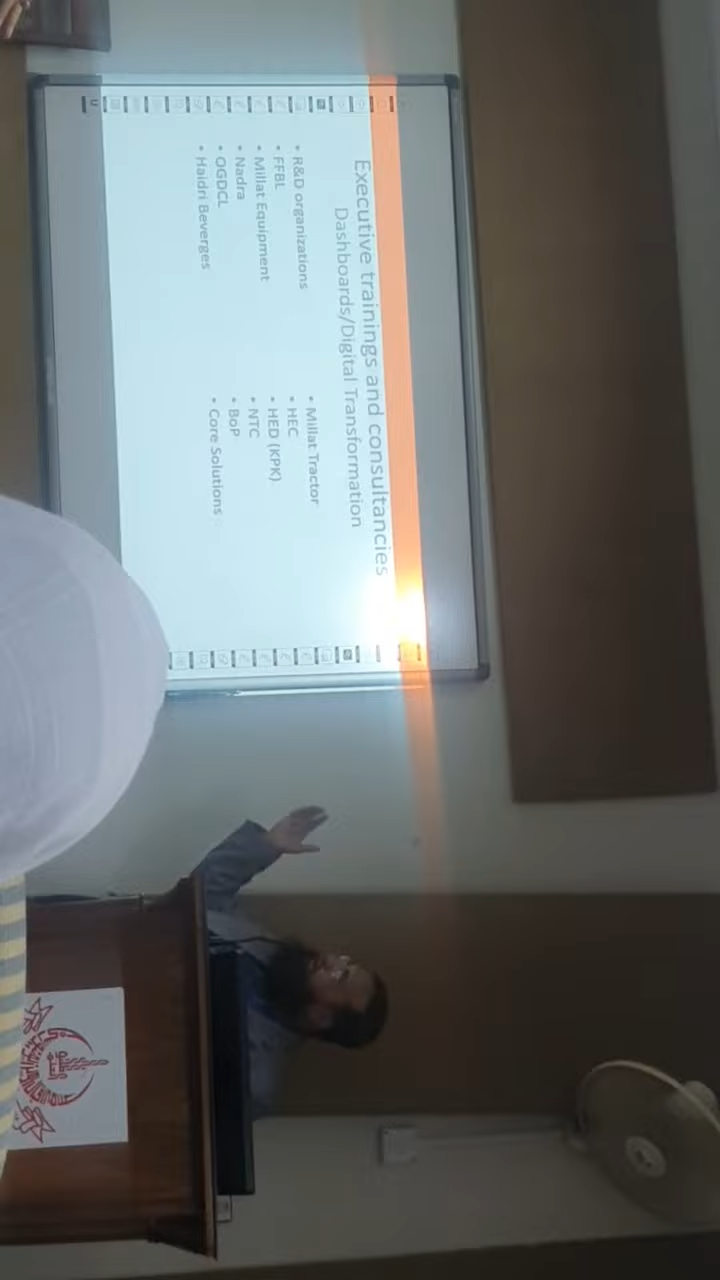 Executive trainings and consultancies
Dashboards/Digital Transformation
• R&D organizations
• FFBL
• Millat Equipment
• Nadra
• OGDCL
• Haidri Beverges
• Millat Tractor
• HEC
• HED (KPK)
• NTC
• BoP
• Core Solutions